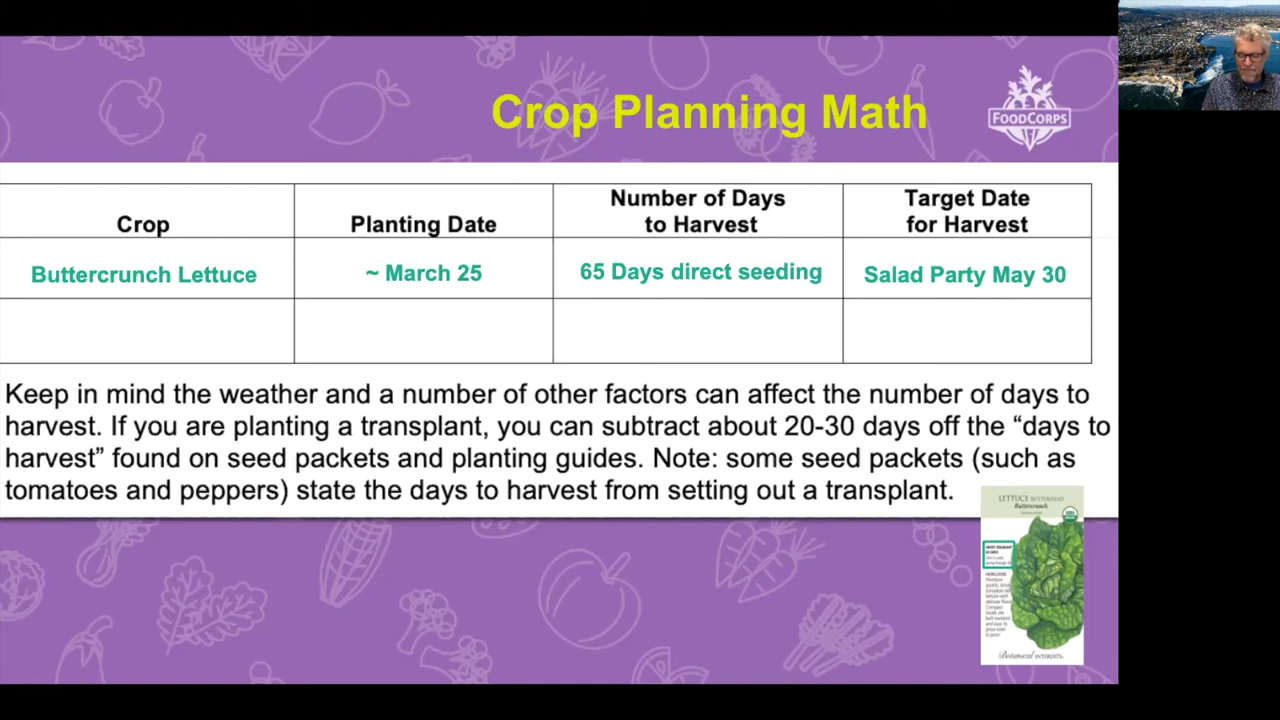 Crop Planning Math
FOODCORPS
Crop
Planting Date
Number of Days
to Harvest
Target Date
for Harvest
Buttercrunch Lettuce
~ March 25
65 Days direct seeding
Salad Party May 30
Keep in mind the weather and a number of other factors can affect the number of days to
harvest. If you are planting a transplant, you can subtract about 20-30 days off the “days to
harvest” found on seed packets and planting guides. Note: some seed packets (such as
tomatoes and peppers) state the days to harvest from setting out a transplant.
LETTUCE BUTTERHEAD
Buttercrunch
Botanical INTERESTS